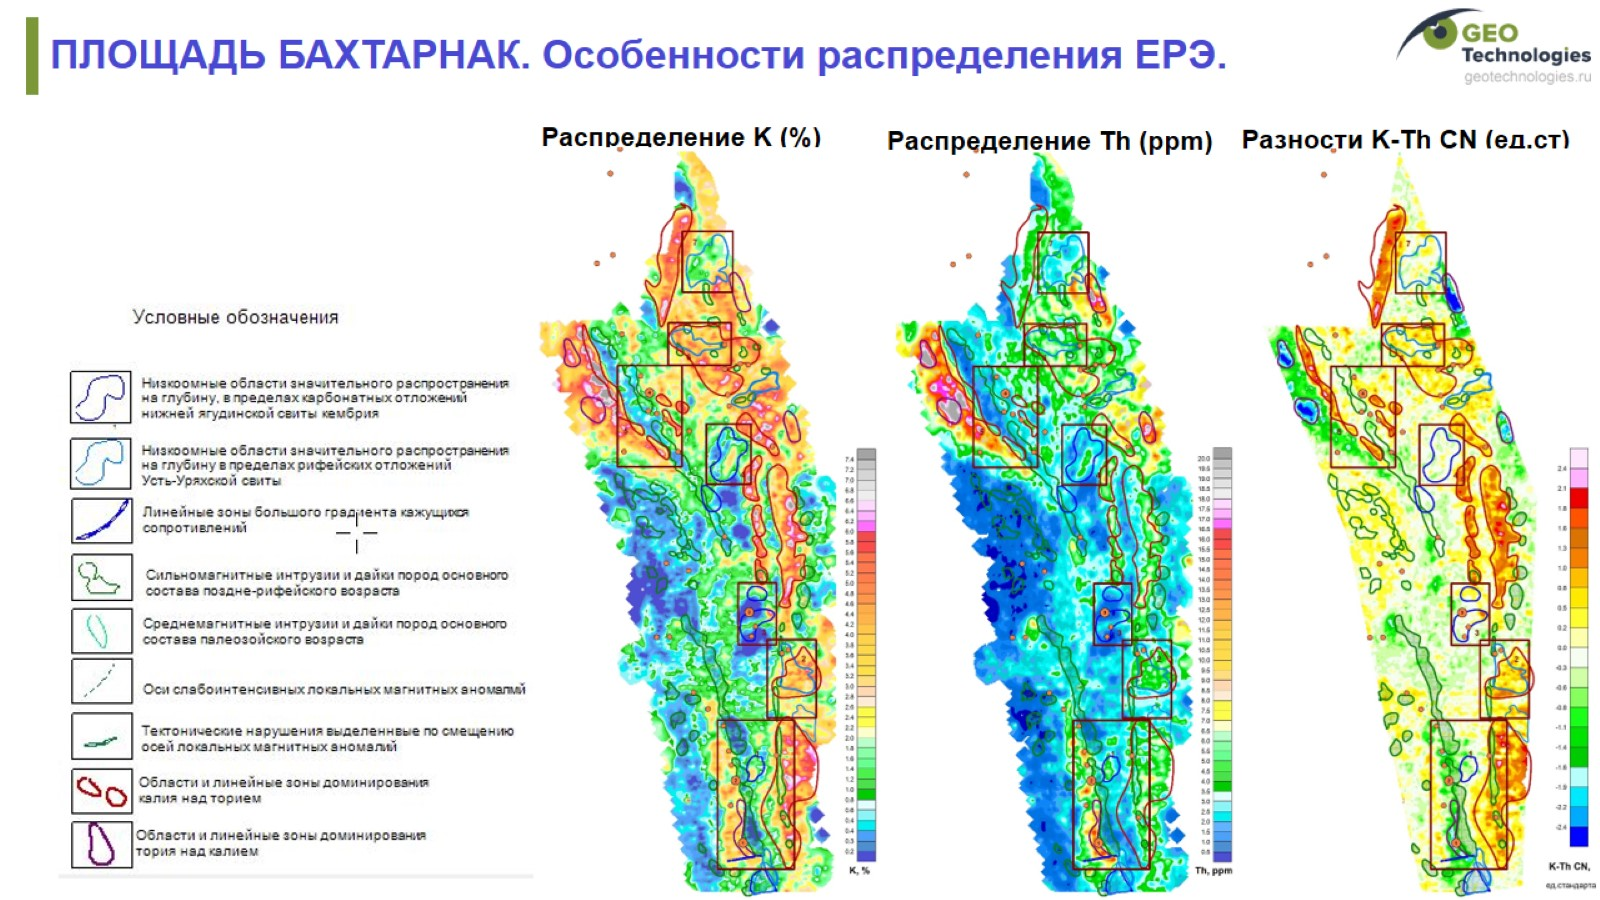 ПЛОЩАДЬ БАХТАРНАК. Особенности распределения ЕРЭ.
GEO
Technologies
geotechnologies.ru
Распределение K (%)
Распределение Th (ppm)
Разности K-Th CN (ед.ст)
Условные обозначения
Низкоомные области значительного распространения
на глубину, в пределах карбонатных отложений
нижней ягудинской свиты кембрия
Низкоомные области значительного распространения
на глубину в пределах рифейских отложений
Усть-Уряхской свиты
Линейные зоны большого градиента кажущихся
сопротивлений
Сильномагнитные интрузии и дайки пород основного
состава поздне-рифейского возраста
Среднемагнитные интрузии и дайки пород основного
состава палеозойского возраста
Оси слабоинтенсивных локальных магнитных аномалий
Тектонические нарушения выделеннвые по смещению
осей локальных магнитных аномалий
Области и линейные зоны доминирования
калия над торием
Области и линейные зоны доминирования
тория над калием
K, %
Th, ppm
K-Th CN,
ед.стандарта